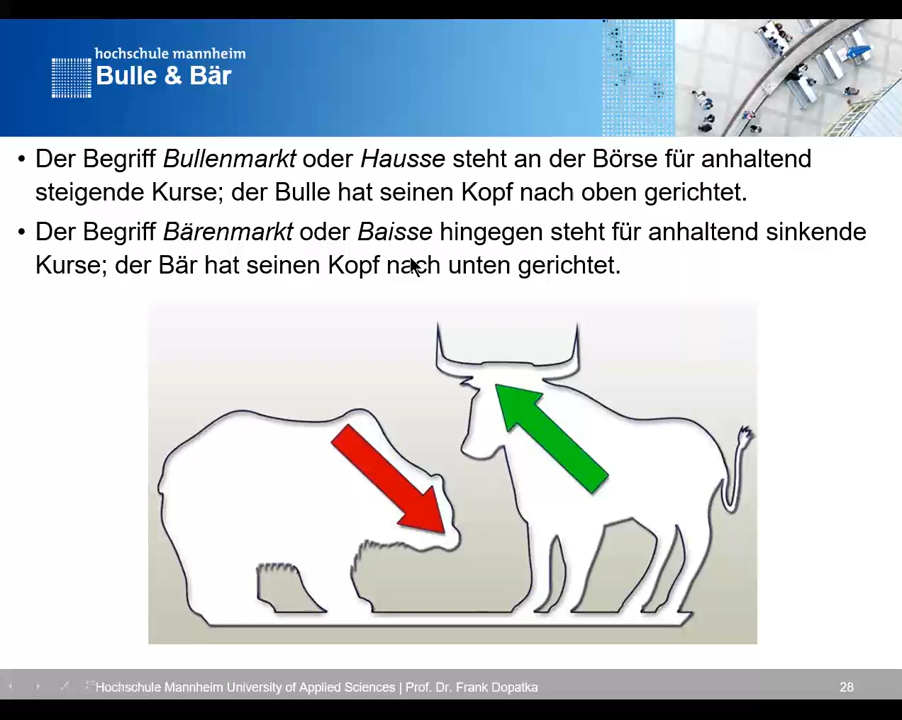 hochschule mannheim
Bulle & Bär
• Der Begriff Bullenmarkt oder Hausse steht an der Börse für anhaltend
steigende Kurse; der Bulle hat seinen Kopf nach oben gerichtet.
• Der Begriff Bärenmarkt oder Baisse hingegen steht für anhaltend sinkende
Kurse; der Bär hat seinen Kopf nach unten gerichtet.
Hochschule Mannheim University of Applied Sciences | Prof. Dr. Frank Dopatka
28